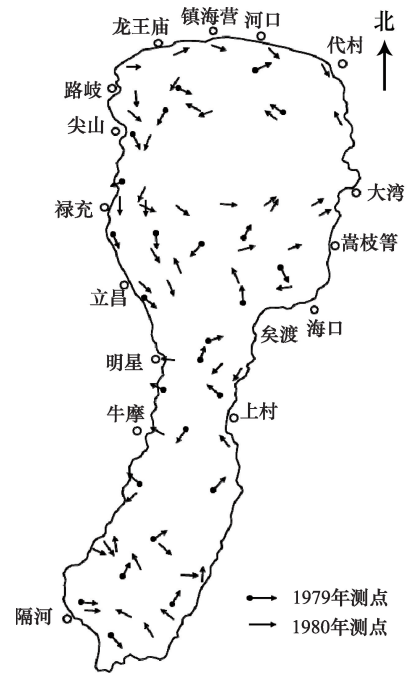 镇海营
河口
北
龙王庙
代村
路岐
尖山
大湾
禄充
嵩枝箐
立昌
海口
矣渡
明星
牛摩
上村
1979年测点
隔河
1980年测点